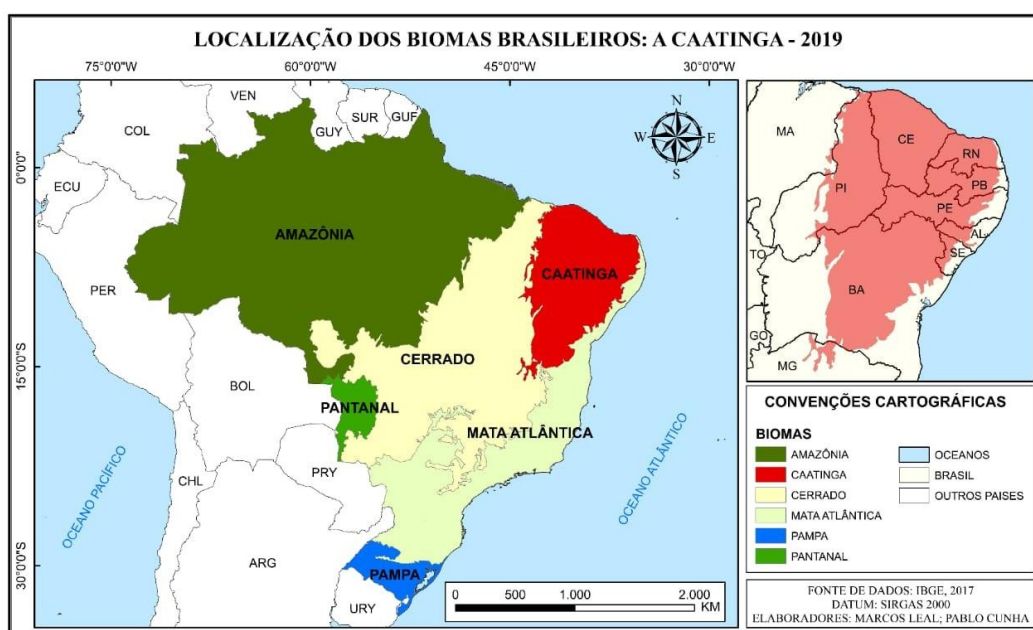 LOCALIZAÇÃO DOS BIOMAS BRASILEIROS: A CAATINGA - 2019
75°0'0"W
60°0'0"W
45°0'0"W
30°0'0"W
0°0'0"
15°0'0"S
30°0'0"S
VEN
COL
GUY
SUR
GUF
ECU
PER
BOL
CHL
PRY
ARG
URY
AMAZÔNIA
CAATINGA
CERRADO
PANTANAL
MATA ATLÂNTICA
PAMPA
OCEANO PACÍFICO
OCEANO ATLÂNTICO
N
W E
S
0 500 1.000 2.000
KM
MA
CE
RN
PI
PB
PE
AL
TO
SE
BA
GO
MG
CONVENÇÕES CARTOGRÁFICAS
BIOMAS
AMAZÔNIA
CAATINGA
CERRADO
MATA ATLÂNTICA
PAMPA
PANTANAL
OCEANOS
BRASIL
OUTROS PAISES
FONTE DE DADOS: IBGE, 2017
DATUM: SIRGAS 2000
ELABORADORES: MARCOS LEAL; PABLO CUNHA